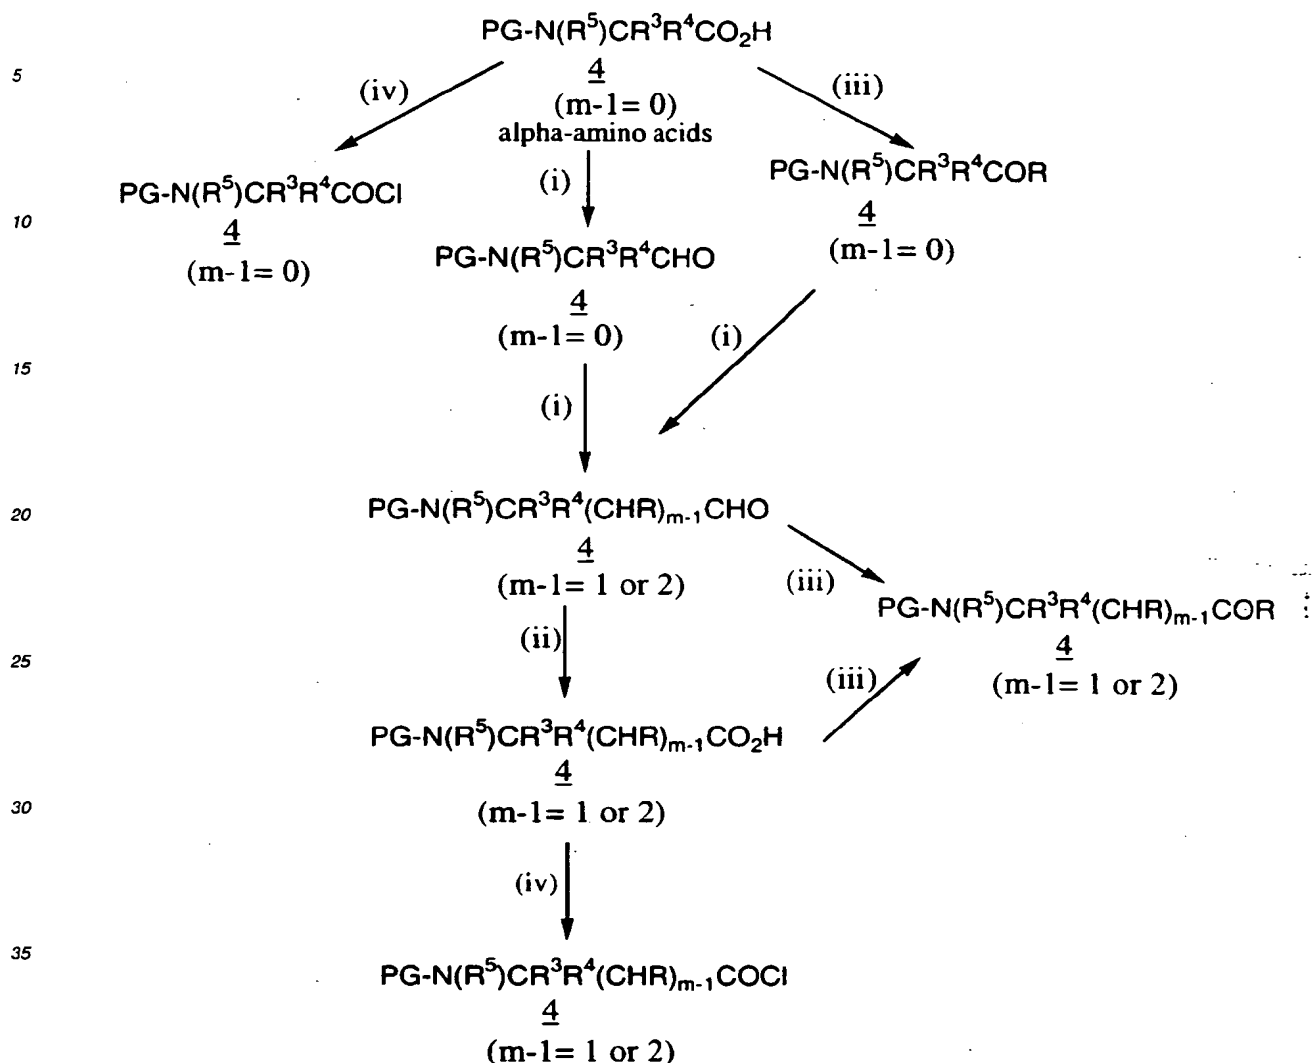 PG-N(R⁵)CR³R⁴CO₂H
4
(m-1= 0)
alpha-amino acids
5
(iv)
(iii)
(i)
PG-N(R⁵)CR³R⁴COCl
4
(m-1= 0)
PG-N(R⁵)CR³R⁴COR
4
(m-1= 0)
10
PG-N(R⁵)CR³R⁴CHO
4
(m-1= 0)
(i)
15
(i)
PG-N(R⁵)CR³R⁴(CHR)ₘ₋₁CHO
4
(m-1= 1 or 2)
20
(iii)
PG-N(R⁵)CR³R⁴(CHR)ₘ₋₁COR
4
(m-1= 1 or 2)
(ii)
25
(iii)
PG-N(R⁵)CR³R⁴(CHR)ₘ₋₁CO₂H
4
(m-1= 1 or 2)
30
(iv)
35
PG-N(R⁵)CR³R⁴(CHR)ₘ₋₁COCl
4
(m-1= 1 or 2)